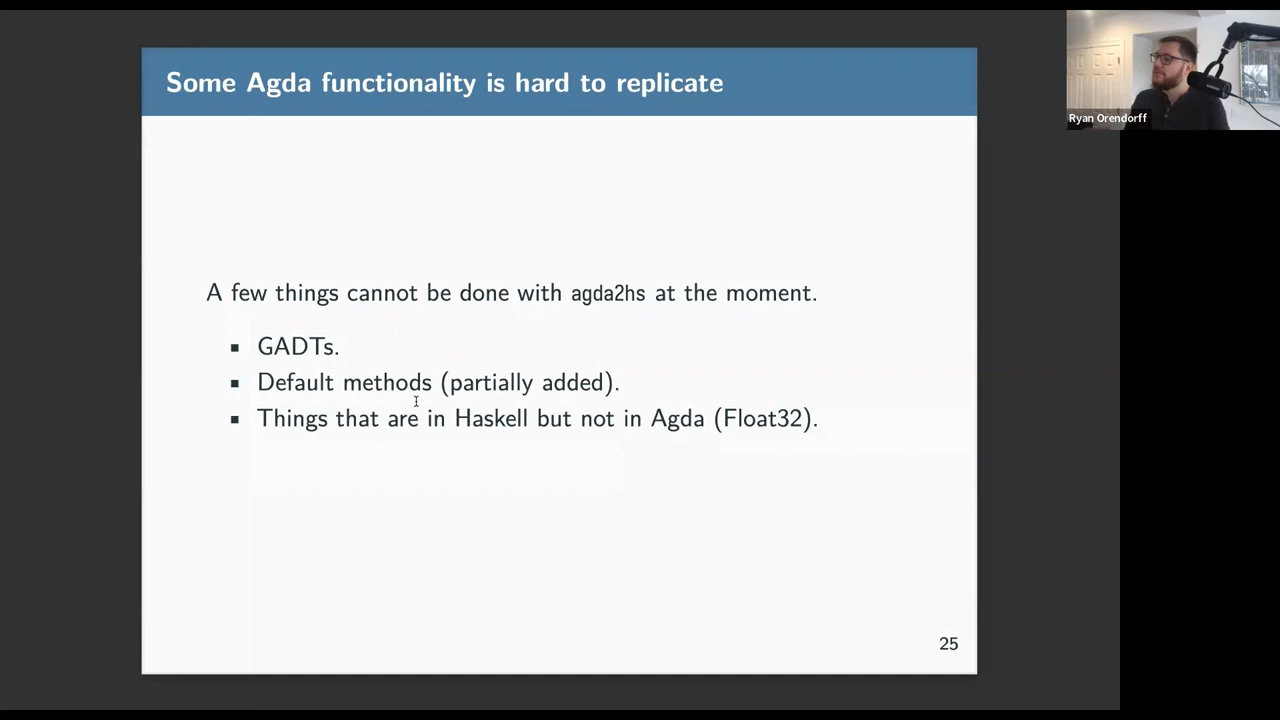 Some Agda functionality is hard to replicate
Ryan Orendorff
A few things cannot be done with agda2hs at the moment.
▪ GADTs.
▪ Default methods (partially added).
▪ Things that are in Haskell but not in Agda (Float32).
25